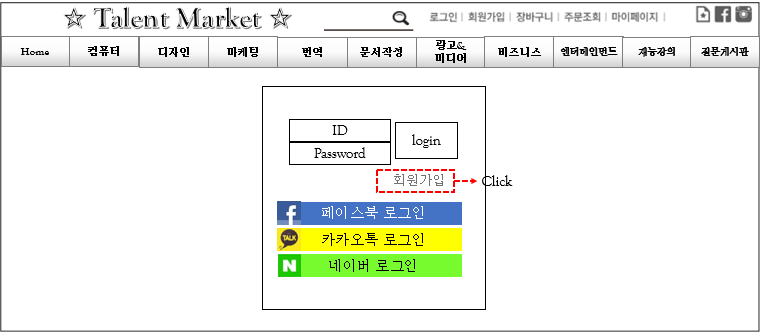 ☆ Talent Market ☆
로그인 | 회원가입 | 장바구니 | 주문조회 | 마이페이지 |
Home 컴퓨터 디자인 마케팅 번역 문서작성 광고& 미디어 비즈니스 엔터테인먼트 재능강의 질문게시판
ID
Password
login
회원가입 Click
f 페이스북 로그인
TALK 카카오톡 로그인
N 네이버 로그인